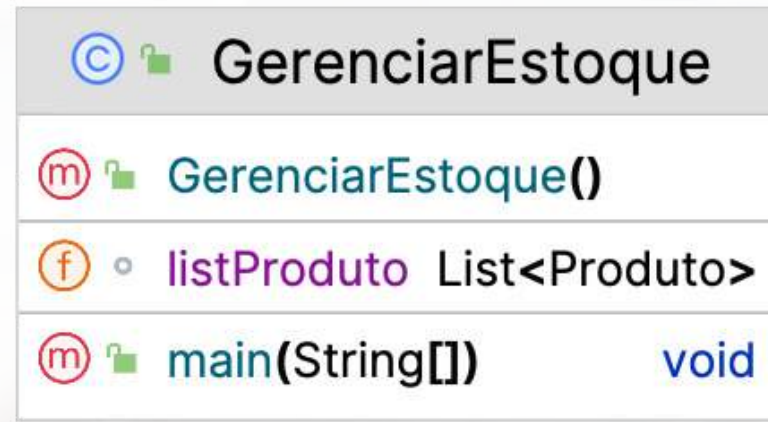 C GerenciarEstoque
m GerenciarEstoque()
f listProduto List<Produto>
m main(String[]) void